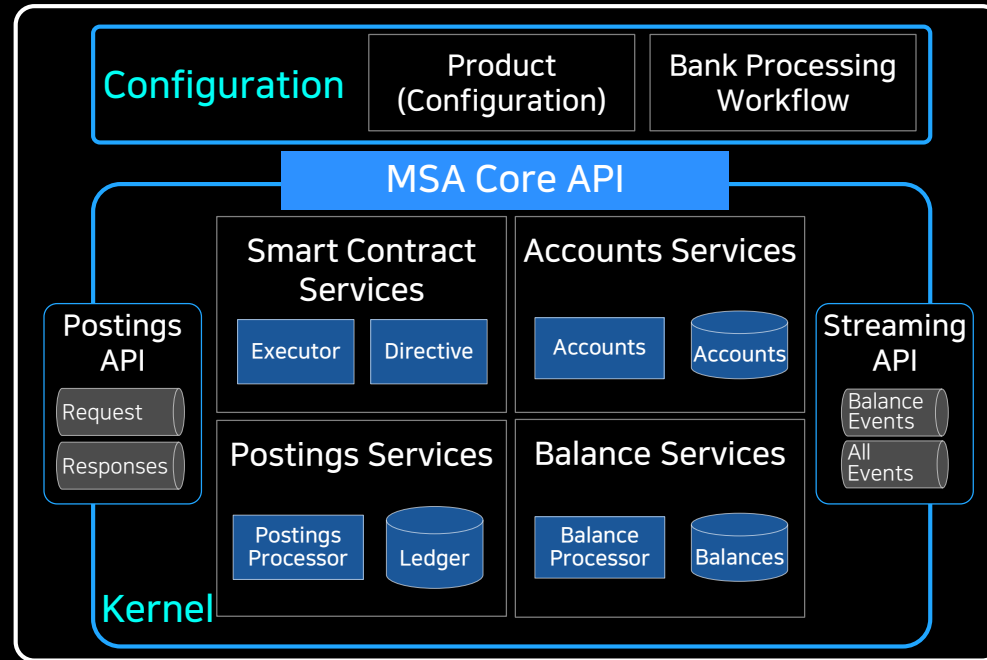 Configuration
Product
(Configuration)
Bank Processing
Workflow
MSA Core API
Smart Contract
Services
Executor
Directive
Accounts Services
Accounts
Accounts
Postings
API
Request
Responses
Streaming
API
Balance
Events
All
Events
Postings Services
Postings
Processor
Ledger
Balance Services
Balance
Processor
Balances
Kernel